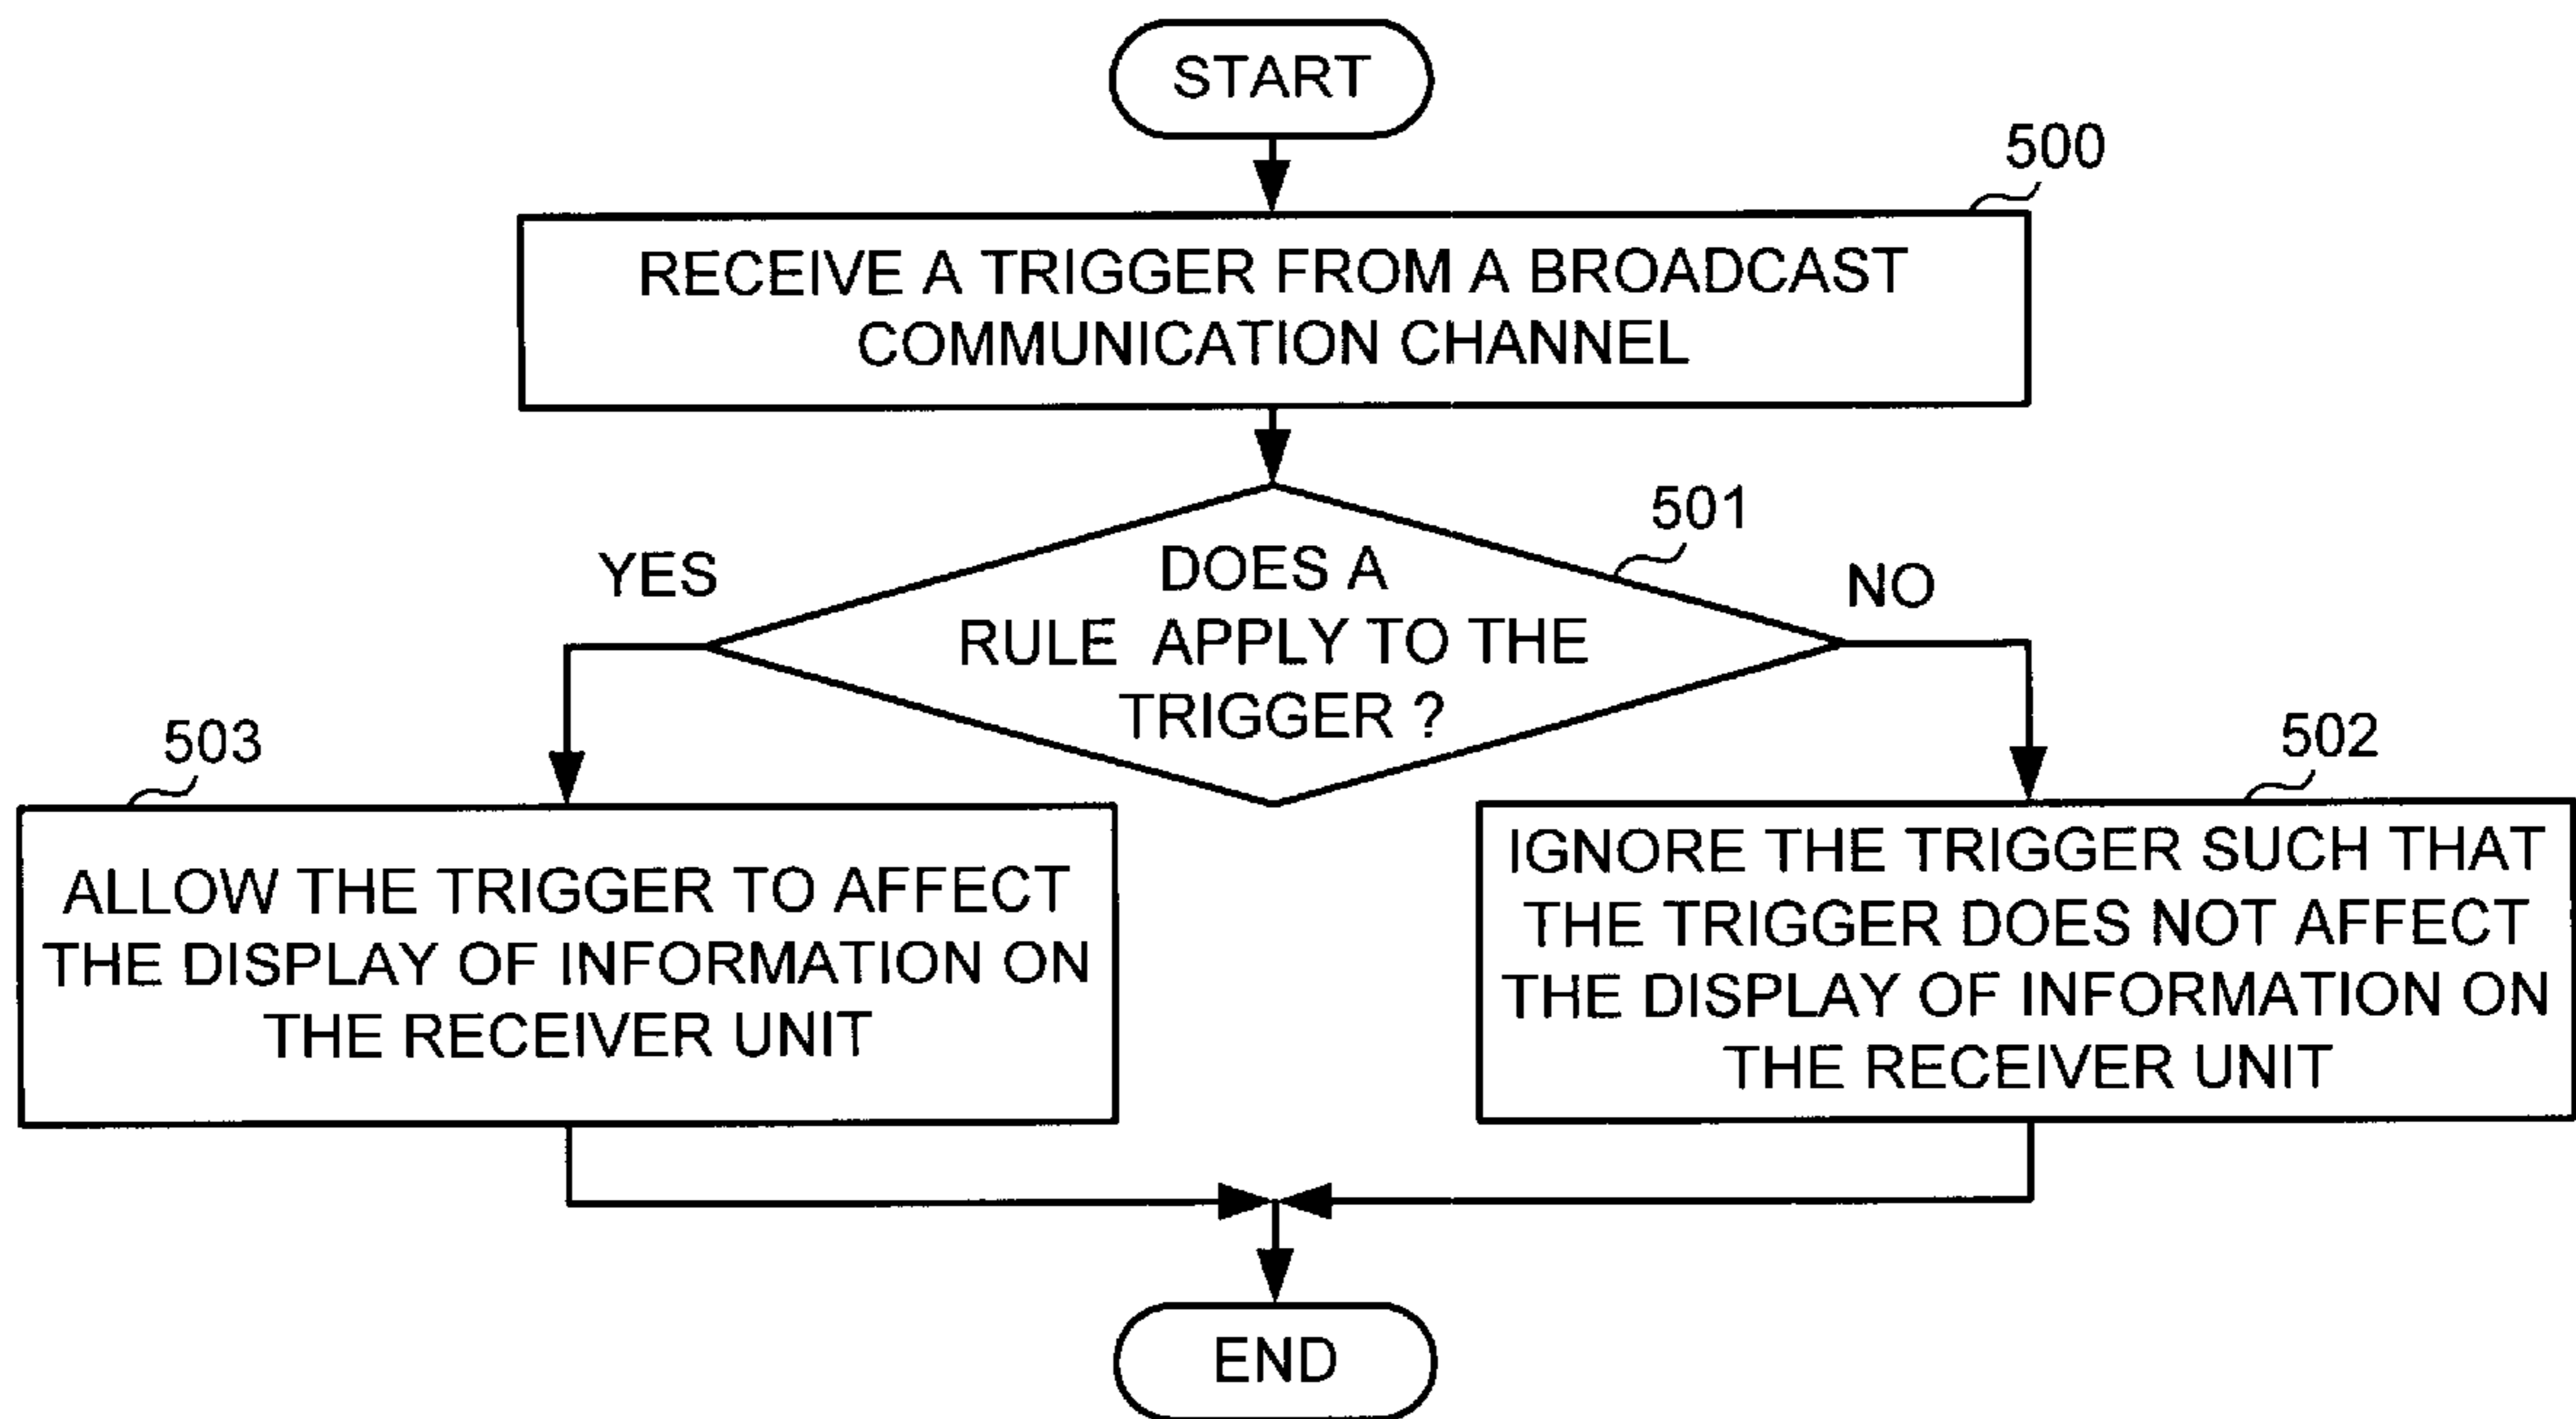 START
500
RECEIVE A TRIGGER FROM A BROADCAST
COMMUNICATION CHANNEL
501
YES
DOES A
RULE APPLY TO THE
TRIGGER ?
NO
503
ALLOW THE TRIGGER TO AFFECT
THE DISPLAY OF INFORMATION ON
THE RECEIVER UNIT
502
IGNORE THE TRIGGER SUCH THAT
THE TRIGGER DOES NOT AFFECT
THE DISPLAY OF INFORMATION ON
THE RECEIVER UNIT
END